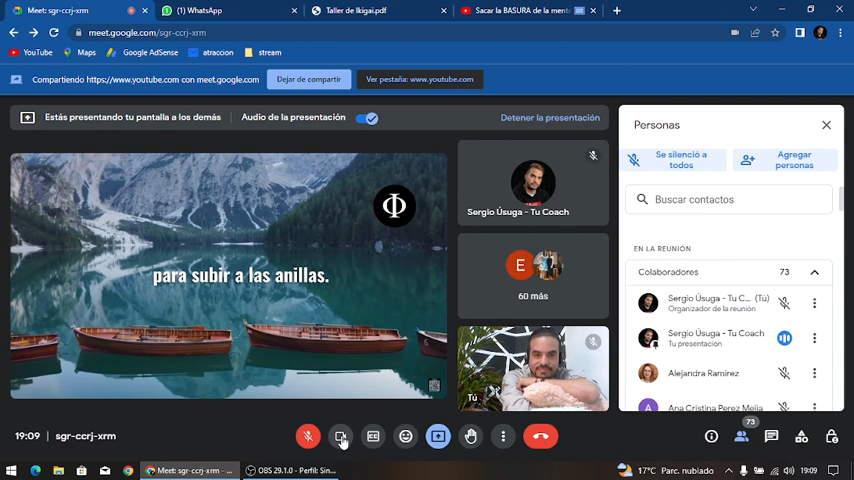 Meet: sgr-ccrj-xrm
(1) WhatsApp
Taller de Ikigai.pdf
Sacar la BASURA de la mente
meet.google.com/sgr-ccrj-xrm
YouTube
Maps
Google AdSense
atraccion
stream
Compartiendo https://www.youtube.com con meet.google.com
Dejar de compartir
Ver pestaña: www.youtube.com
Estás presentando tu pantalla a los demás
Audio de la presentación
Detener la presentación
para subir a las anillas.
Φ
Sergio Úsuga - Tu Coach
E
60 más
Tú
Personas
Se silenció a
todos
Agregar
personas
Buscar contactos
EN LA REUNIÓN
Colaboradores 73
Sergio Úsuga - Tu C... (Tú)
Organizador de la reunión
Sergio Úsuga - Tu Coach
Tu presentación
Alejandra Ramirez
Ana Cristina Perez Mejia
19:09 sgr-ccrj-xrm
73
Meet: sgr-ccrj-xrm - ...
OBS 29.1.0 - Perfil: Sin...
17°C Parc. nublado
19:09